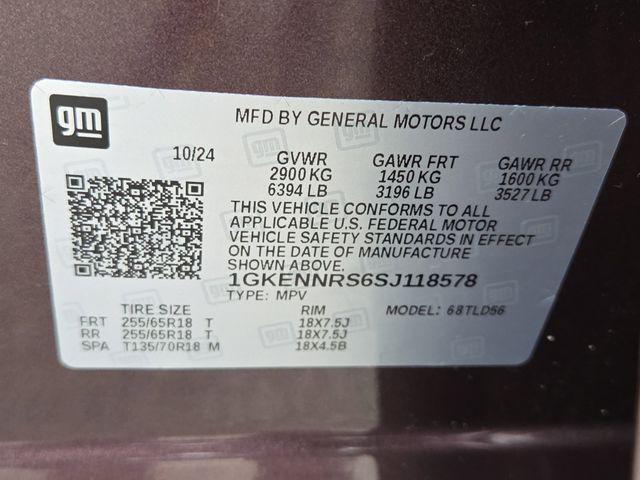 gm
MFD BY GENERAL MOTORS LLC
10/24 GVWR GAWR FRT GAWR RR
2900 KG 1450 KG 1600 KG
6394 LB 3196 LB 3527 LB
THIS VEHICLE CONFORMS TO ALL
APPLICABLE U.S. FEDERAL MOTOR
VEHICLE SAFETY STANDARDS IN EFFECT
ON THE DATE OF MANUFACTURE
SHOWN ABOVE.
1GKENNRS6SJ118578
TYPE: MPV MODEL: 68TLD56
TIRE SIZE RIM
FRT 255/65R18 T 18X7.5J
RR 255/65R18 T 18X7.5J
SPA T135/70R18 M 18X4.5B